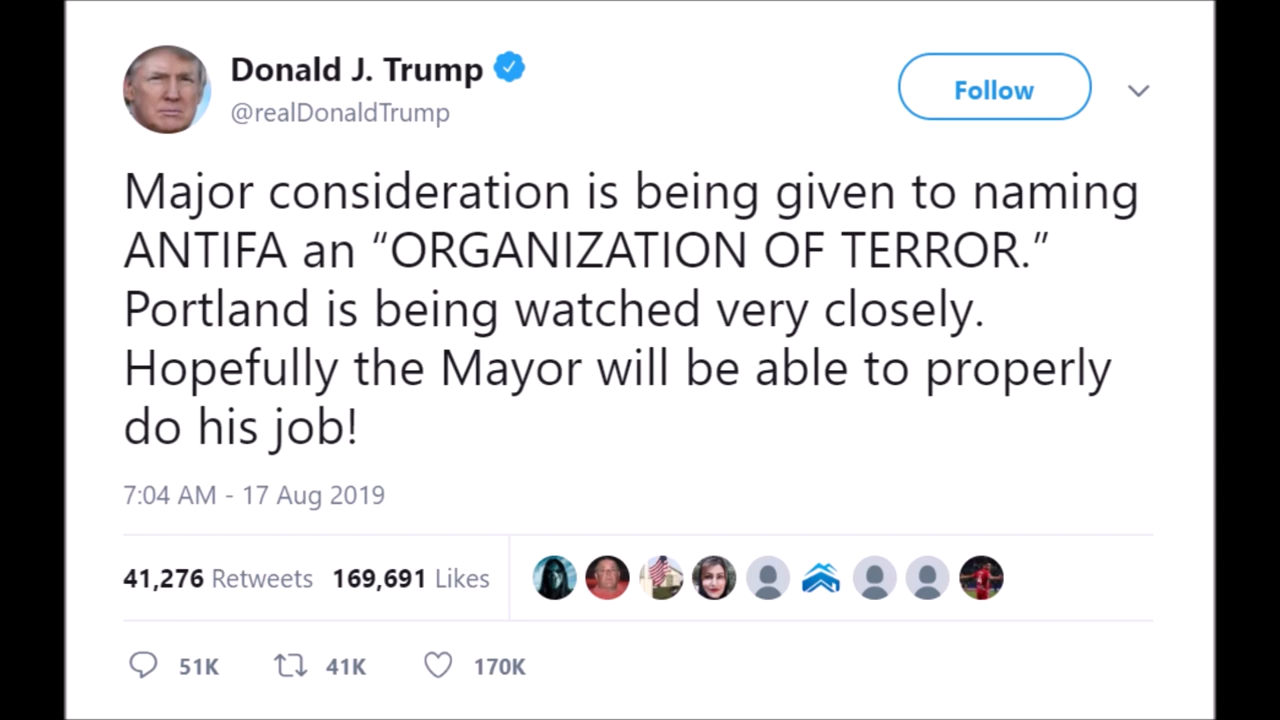 Donald J. Trump
@realDonaldTrump
Follow
Major consideration is being given to naming
ANTIFA an “ORGANIZATION OF TERROR.”
Portland is being watched very closely.
Hopefully the Mayor will be able to properly
do his job!
7:04 AM - 17 Aug 2019
41,276 Retweets 169,691 Likes
51K 41K 170K